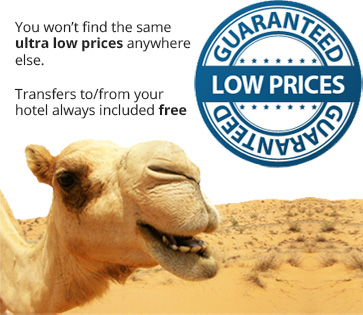 You won't find the same
ultra low prices anywhere
else.
Transfers to/from your
hotel always included free
GUARANTEED
LOW PRICES
GUARANTEED